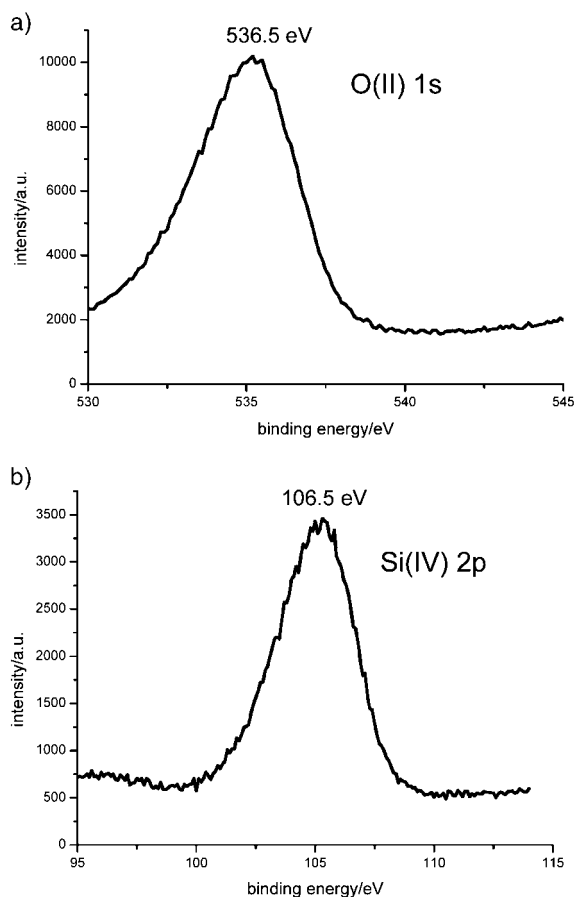 a)
536.5 eV
O(II) 1s
10000
8000
6000
4000
2000
0
intensity/a.u.
530
535
540
545
binding energy/eV
b)
106.5 eV
Si(IV) 2p
3500
3000
2500
2000
1500
1000
500
0
intensity/a.u.
95
100
105
110
115
binding energy/eV